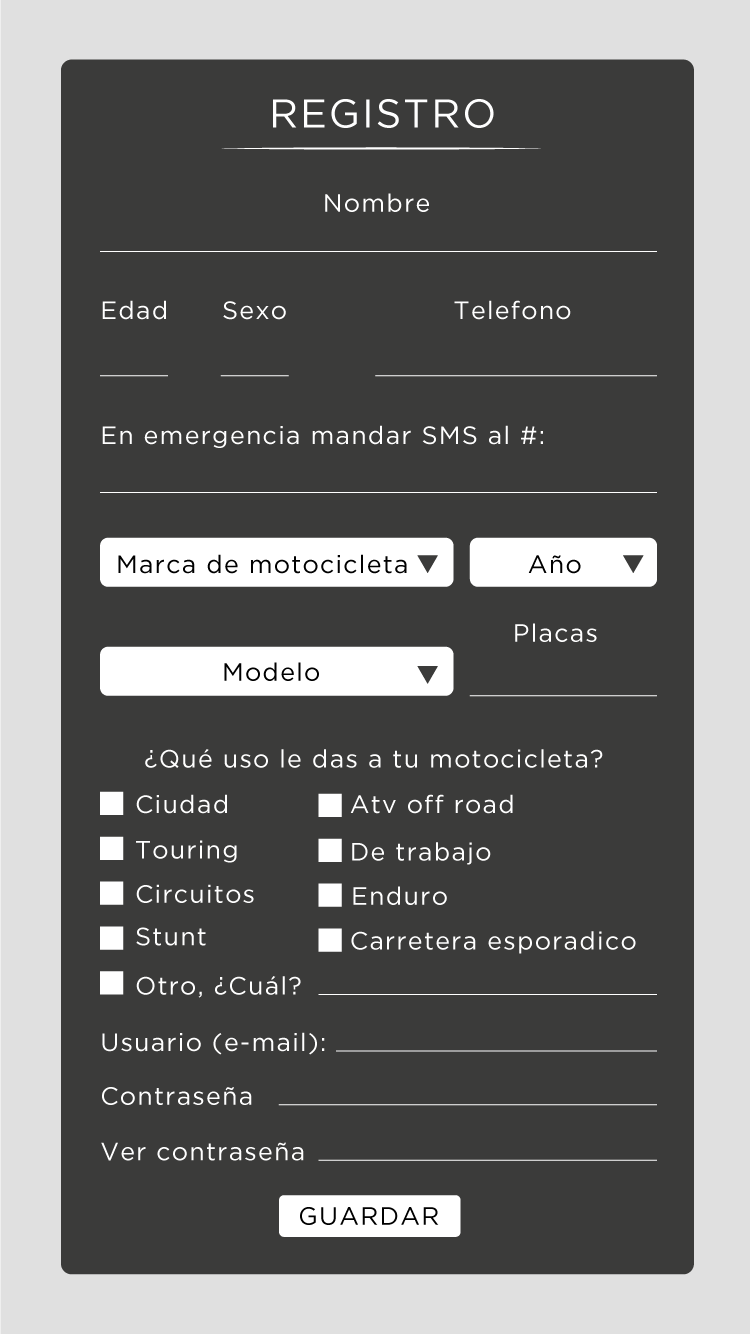 REGISTRO
Nombre
Edad Sexo Telefono
En emergencia mandar SMS al #:
Marca de motocicleta Año
Placas
Modelo
¿Qué uso le das a tu motocicleta?
Ciudad Atv off road
Touring De trabajo
Circuitos Enduro
Stunt Carretera esporadico
Otro, ¿Cuál?
Usuario (e-mail):
Contraseña
Ver contraseña
GUARDAR